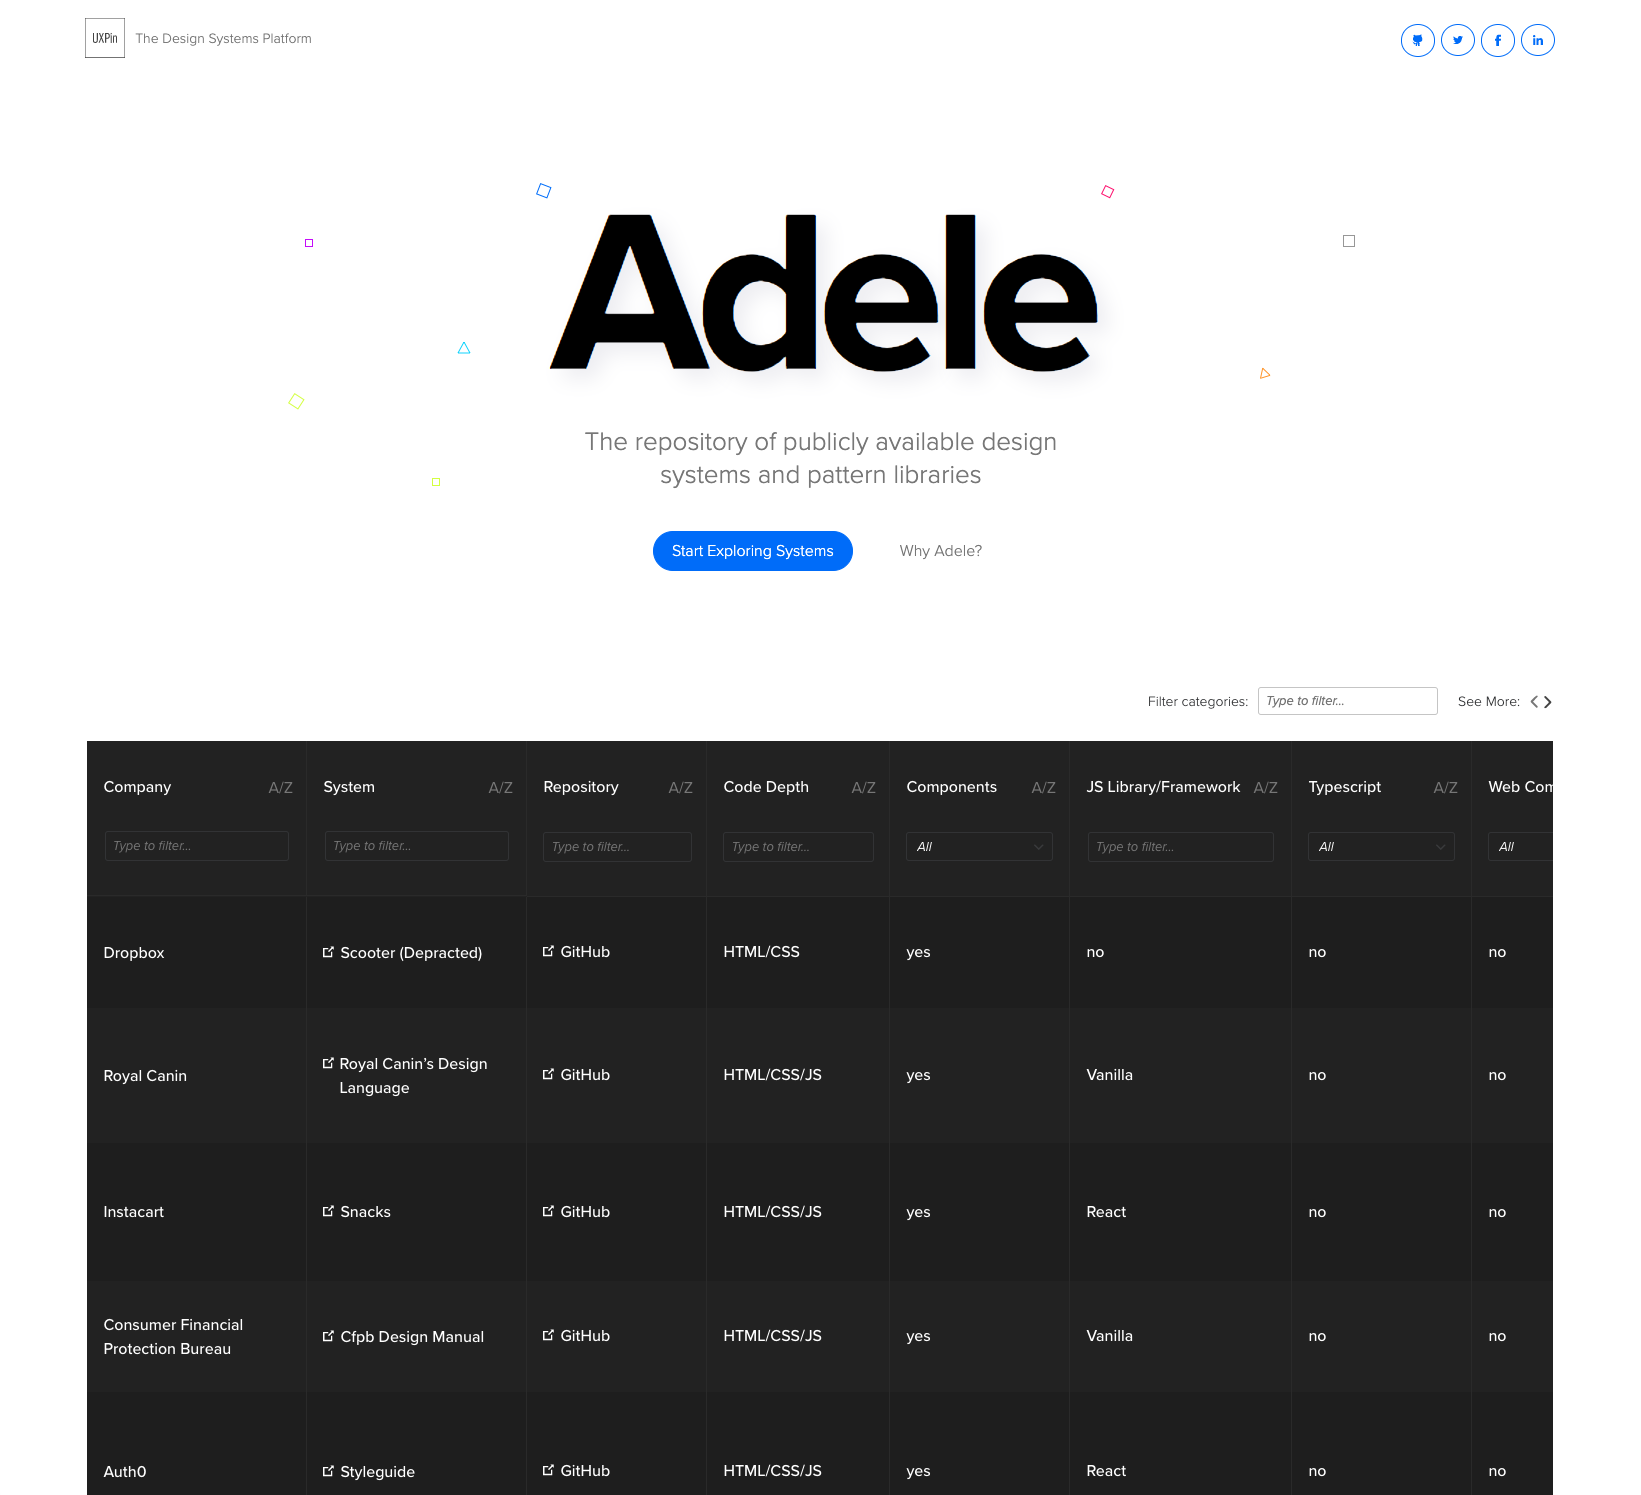 UXPin The Design Systems Platform
Adele
The repository of publicly available design
systems and pattern libraries
Start Exploring Systems Why Adele?
Filter categories: Type to filter... See More:
Company A/Z System A/Z Repository A/Z Code Depth A/Z Components A/Z JS Library/Framework A/Z Typescript A/Z Web Com
Type to filter... Type to filter... Type to filter... Type to filter... All Type to filter... All All
Dropbox Scooter (Depracted) GitHub HTML/CSS yes no no no
Royal Canin Royal Canin’s Design
Language GitHub HTML/CSS/JS yes Vanilla no no
Instacart Snacks GitHub HTML/CSS/JS yes React no no
Consumer Financial
Protection Bureau Cfpb Design Manual GitHub HTML/CSS/JS yes Vanilla no no
Auth0 Styleguide GitHub HTML/CSS/JS yes React no no